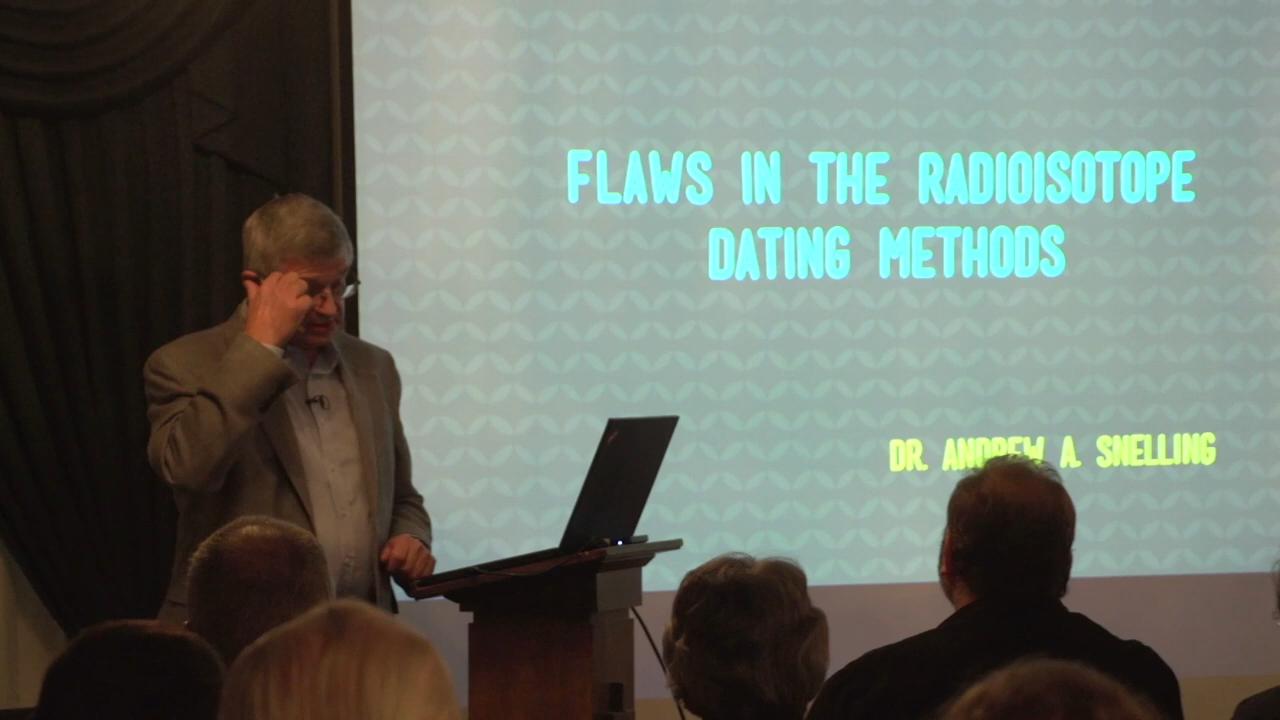 FLAWS IN THE RADIOISOTOPE
DATING METHODS
DR. ANDREW A. SNELLING